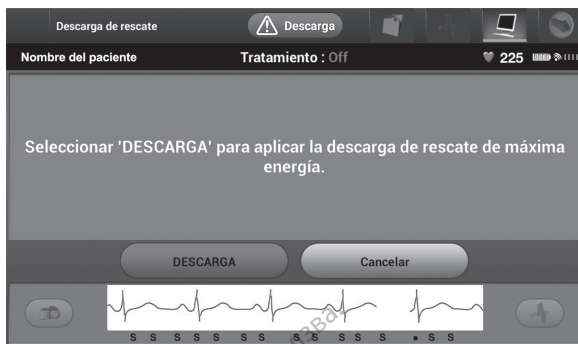 Descarga de rescate
Descarga
Nombre del paciente
Tratamiento : Off
225
Seleccionar 'DESCARGA' para aplicar la descarga de rescate de máxima
energía.
DESCARGA
Cancelar
S S S S S S S S S S S S • S S